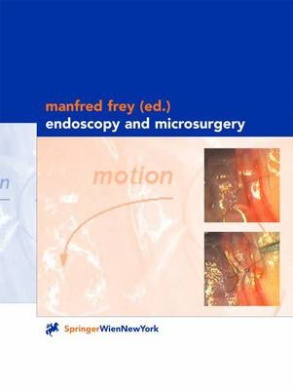 manfred frey (ed.)
endoscopy and microsurgery
n
motion
SpringerWienNewYork